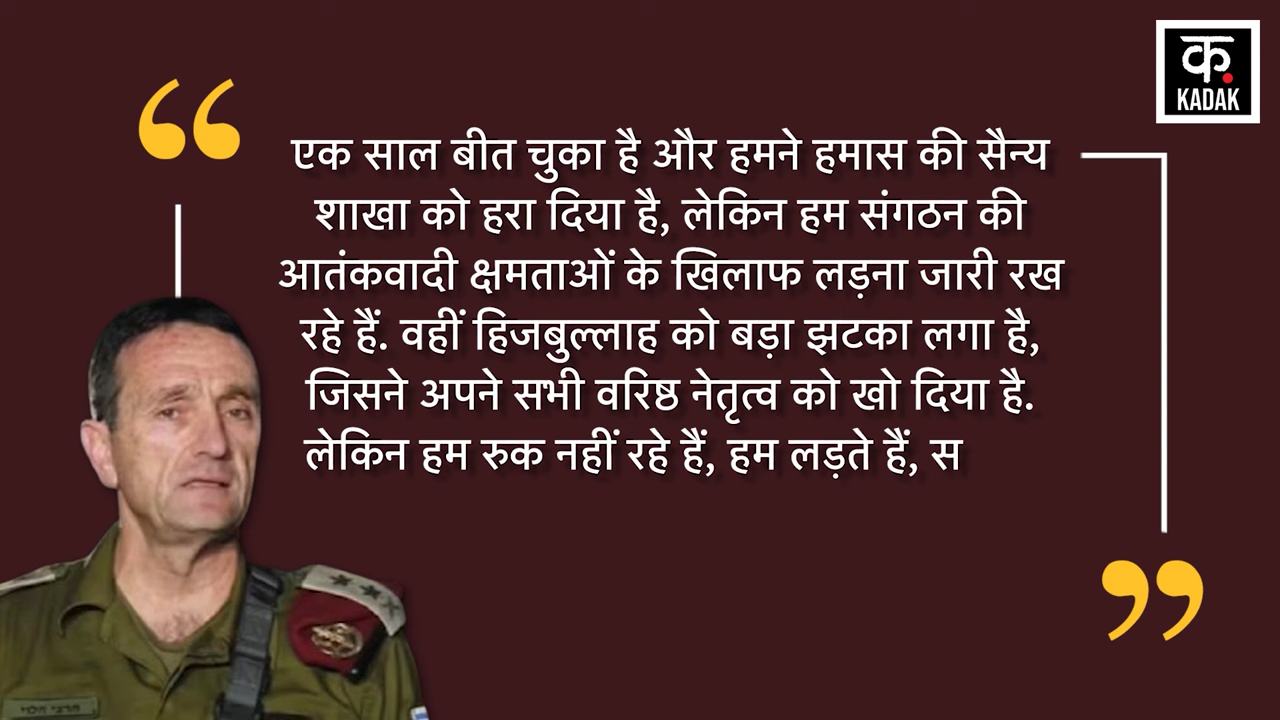 क.
KADAK
एक साल बीत चुका है और हमने हमास की सैन्य
शाखा को हरा दिया है, लेकिन हम संगठन की
आतंकवादी क्षमताओं के खिलाफ लड़ना जारी रख
रहे हैं. वहीं हिजबुल्लाह को बड़ा झटका लगा है,
जिसने अपने सभी वरिष्ठ नेतृत्व को खो दिया है.
लेकिन हम रुक नहीं रहे हैं, हम लड़ते हैं, स